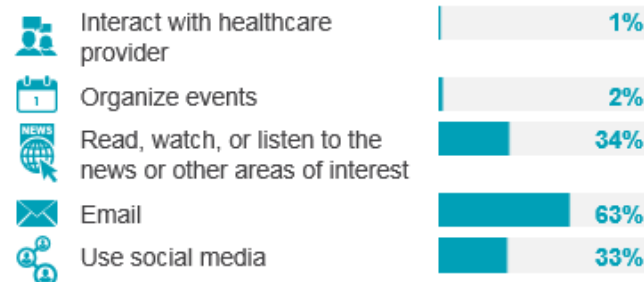 Interact with healthcare
provider
1%
1
Organize events
2%
NEWS
Read, watch, or listen to the
news or other areas of interest
34%
Email
63%
Use social media
33%